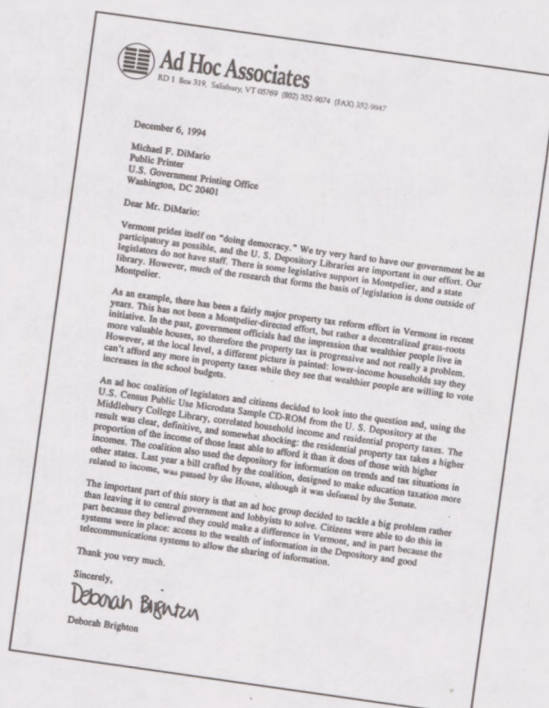 Ad Hoc Associates
RD 1 Box 319, Salisbury, VT 05769 (802) 352-9074 (FAX) 352-9947
December 6, 1994
Michael F. DiMario
Public Printer
U.S. Government Printing Office
Washington, DC 20401
Dear Mr. DiMario:
Vermont prides itself on "doing democracy." We try very hard to have our government be as
participatory as possible, and the U. S. Depository Libraries are important in our effort. Our
legislators do not have staff. There is some legislative support in Montpelier, and a state
library. However, much of the research that forms the basis of legislation is done outside of
Montpelier.
As an example, there has been a fairly major property tax reform effort in Vermont in recent
years. This has not been a Montpelier-directed effort, but rather a decentralized grass-roots
initiative. In the past, government officials had the impression that wealthier people live in
more valuable houses, so therefore the property tax is progressive and not really a problem.
However, at the local level, a different picture is painted: lower-income households say they
can't afford any more in property taxes while they see that wealthier people are willing to vote
increases in the school budgets.
An ad hoc coalition of legislators and citizens decided to look into the question and, using the
U.S. Census Public Use Microdata Sample CD-ROM from the U. S. Depository at the
Middlebury College Library, correlated household income and residential property taxes. The
result was clear, definitive, and somewhat shocking: the residential property tax takes a higher
proportion of the income of those least able to afford it than it does of those with higher
incomes. The coalition also used the depository for information on trends and tax situations in
other states. Last year a bill crafted by the coalition, designed to make education taxation more
related to income, was passed by the House, although it was defeated by the Senate.
The important part of this story is that an ad hoc group decided to tackle a big problem rather
than leaving it to central government and lobbyists to solve. Citizens were able to do this in
part because they believed they could make a difference in Vermont, and in part because the
systems were in place: access to the wealth of information in the Depository and good
telecommunications systems to allow the sharing of information.
Thank you very much.
Sincerely,
Deborah Brighton
Deborah Brighton